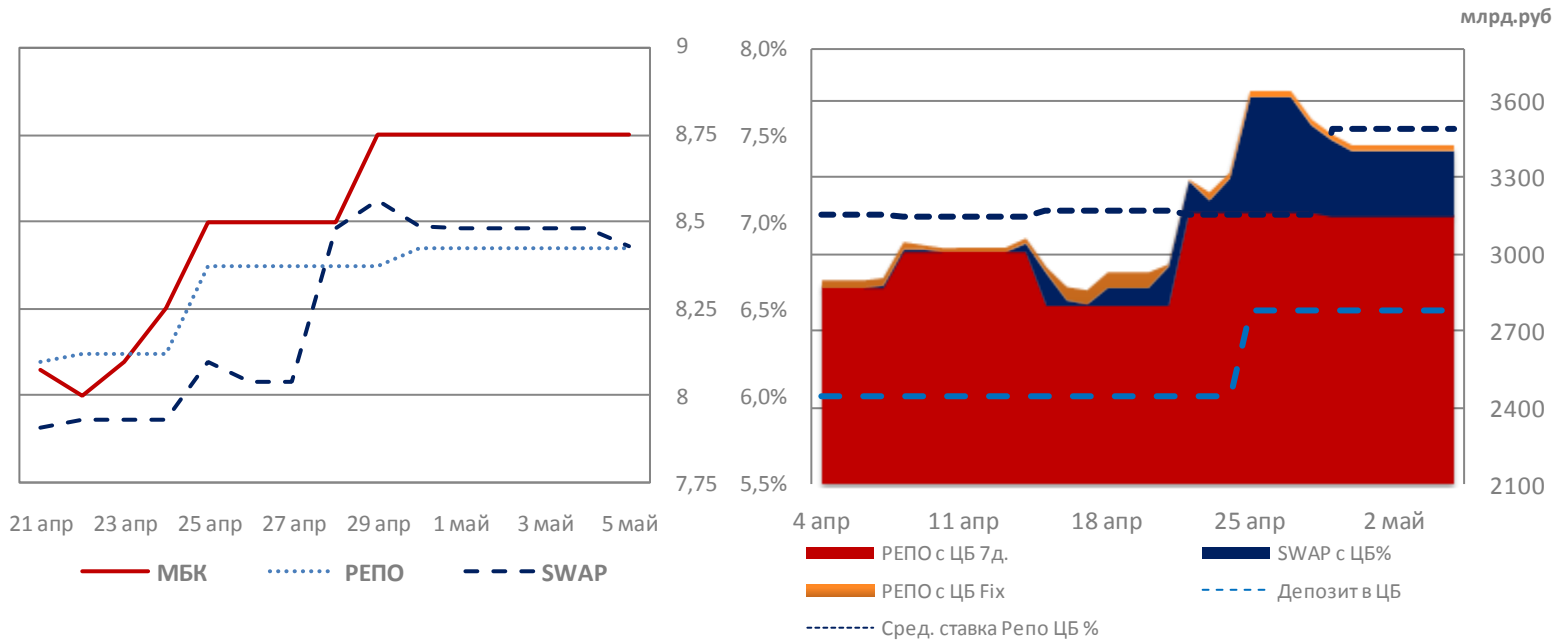 млрд.руб
9
8,75
8,5
8,25
8
7,75
21 апр 23 апр 25 апр 27 апр 29 апр 1 май 3 май 5 май
МБК РЕПО SWAP
8,0%
7,5%
7,0%
6,5%
6,0%
5,5%
3600
3300
3000
2700
2400
2100
4 апр 11 апр 18 апр 25 апр 2 май
РЕПО с ЦБ 7д. SWAP с ЦБ%
РЕПО с ЦБ Fix Депозит в ЦБ
Сред. ставка Репо ЦБ %